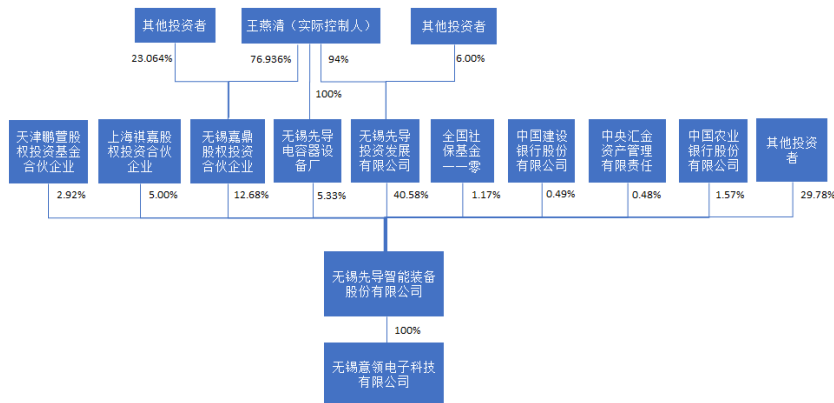 其他投资者
王燕清（实际控制人）
其他投资者
23.064%
76.936%
94%
6.00%
100%
天津鹏萱股
权投资基金
合伙企业
上海祺嘉股
权投资合伙
企业
无锡嘉鼎
股权投资
合伙企业
无锡先导
电容器设
备厂
无锡先导
投资发展
有限公司
全国社
保基金
一一零
中国建设
银行股份
有限公司
中央汇金
资产管理
有限责任
中国农业
银行股份
有限公司
其他投资
者
2.92%
5.00%
12.68%
5.33%
40.58%
1.17%
0.49%
0.48%
1.57%
29.78%
无锡先导智能装备
股份有限公司
100%
无锡意领电子科技
有限公司